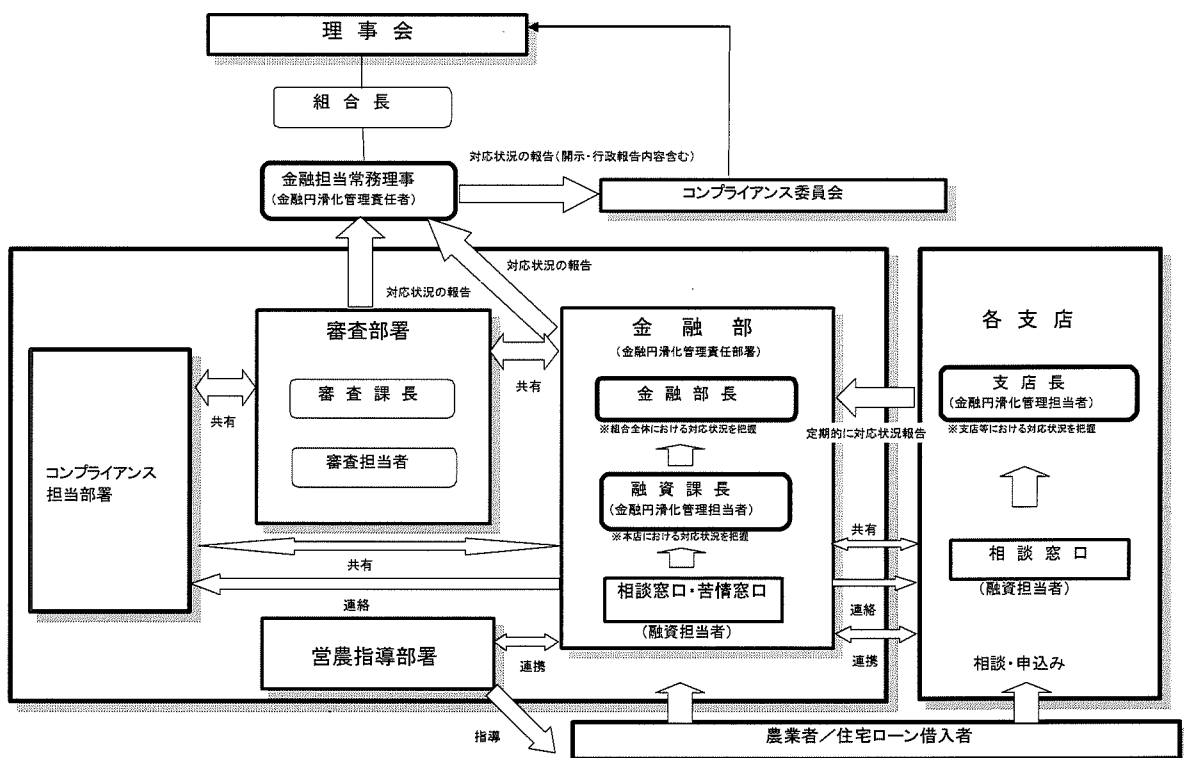 理事会
組合長
対応状況の報告(開示・行政報告内容含む)
金融担当常務理事
(金融円滑化管理責任者)
コンプライアンス委員会
対応状況の報告
対応状況の報告
審査部署
審査課長
審査担当者
共有
共有
コンプライアンス
担当部署
金融部
(金融円滑化管理責任部署)
金融部長
※組合全体における対応状況を把握
融資課長
(金融円滑化管理担当者)
※本店における対応状況を把握
相談窓口・苦情窓口
(融資担当者)
共有
連絡
営農指導部署
連携
指導
各支店
支店長
(金融円滑化管理担当者)
※支店等における対応状況を把握
定期的に対応状況報告
共有
相談窓口
(融資担当者)
連絡
連携
相談・申込み
農業者/住宅ローン借入者